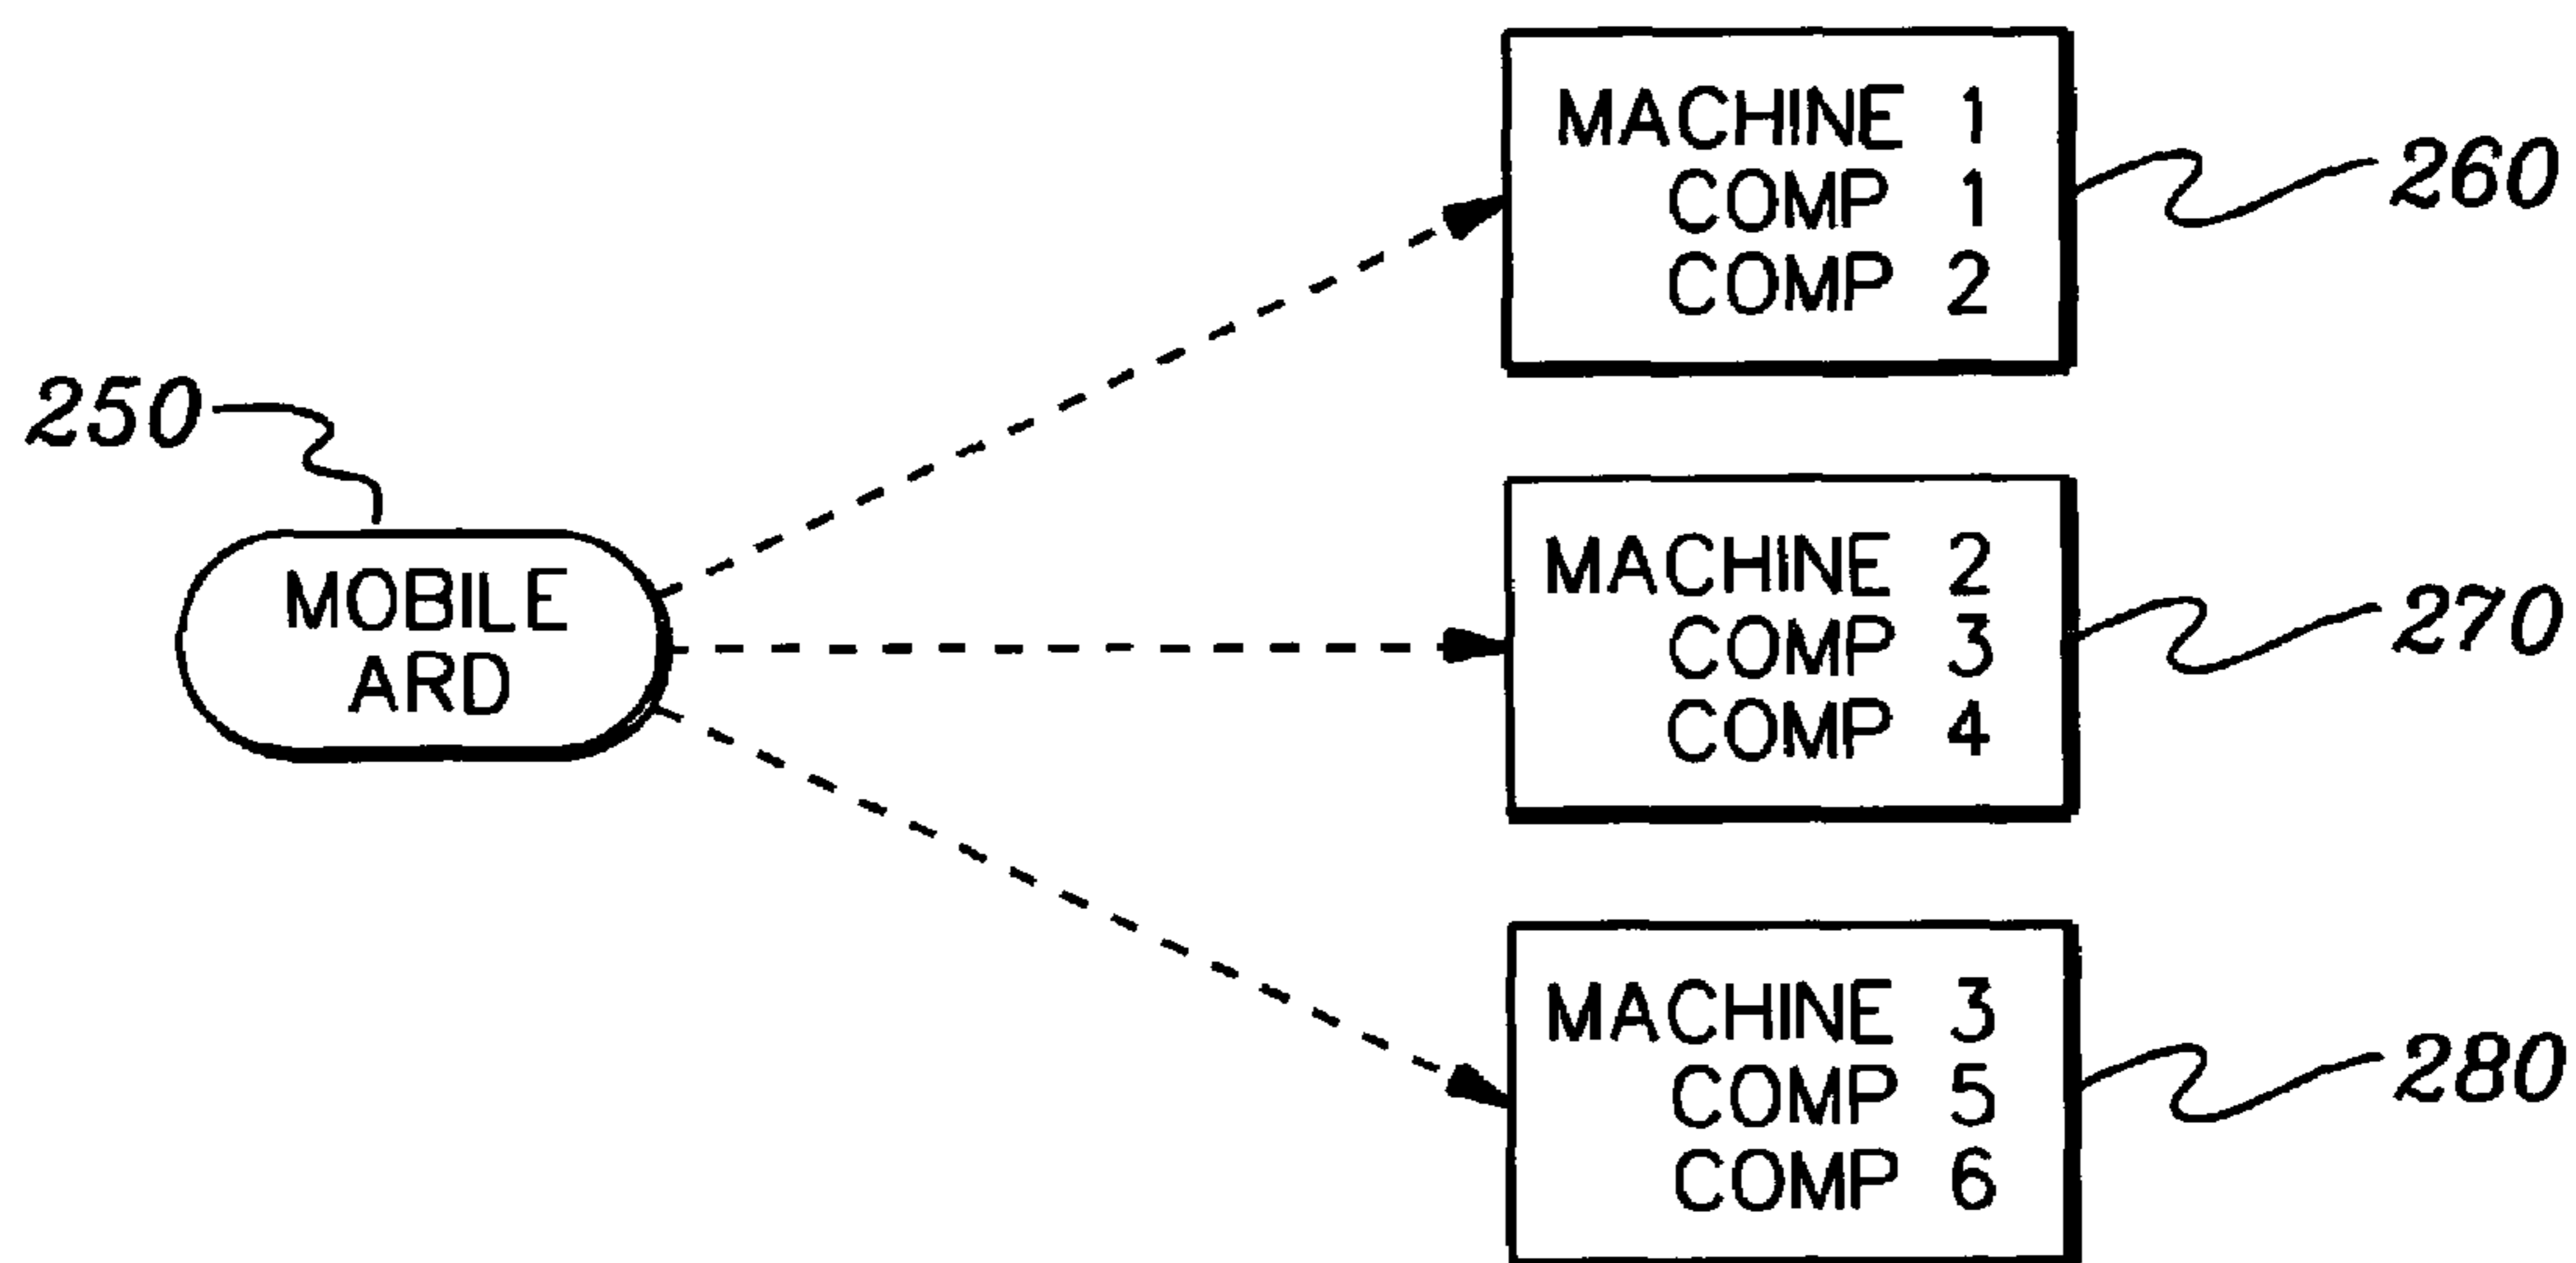 250
MOBILE
ARD
MACHINE 1
COMP 1
COMP 2
260
MACHINE 2
COMP 3
COMP 4
270
MACHINE 3
COMP 5
COMP 6
280